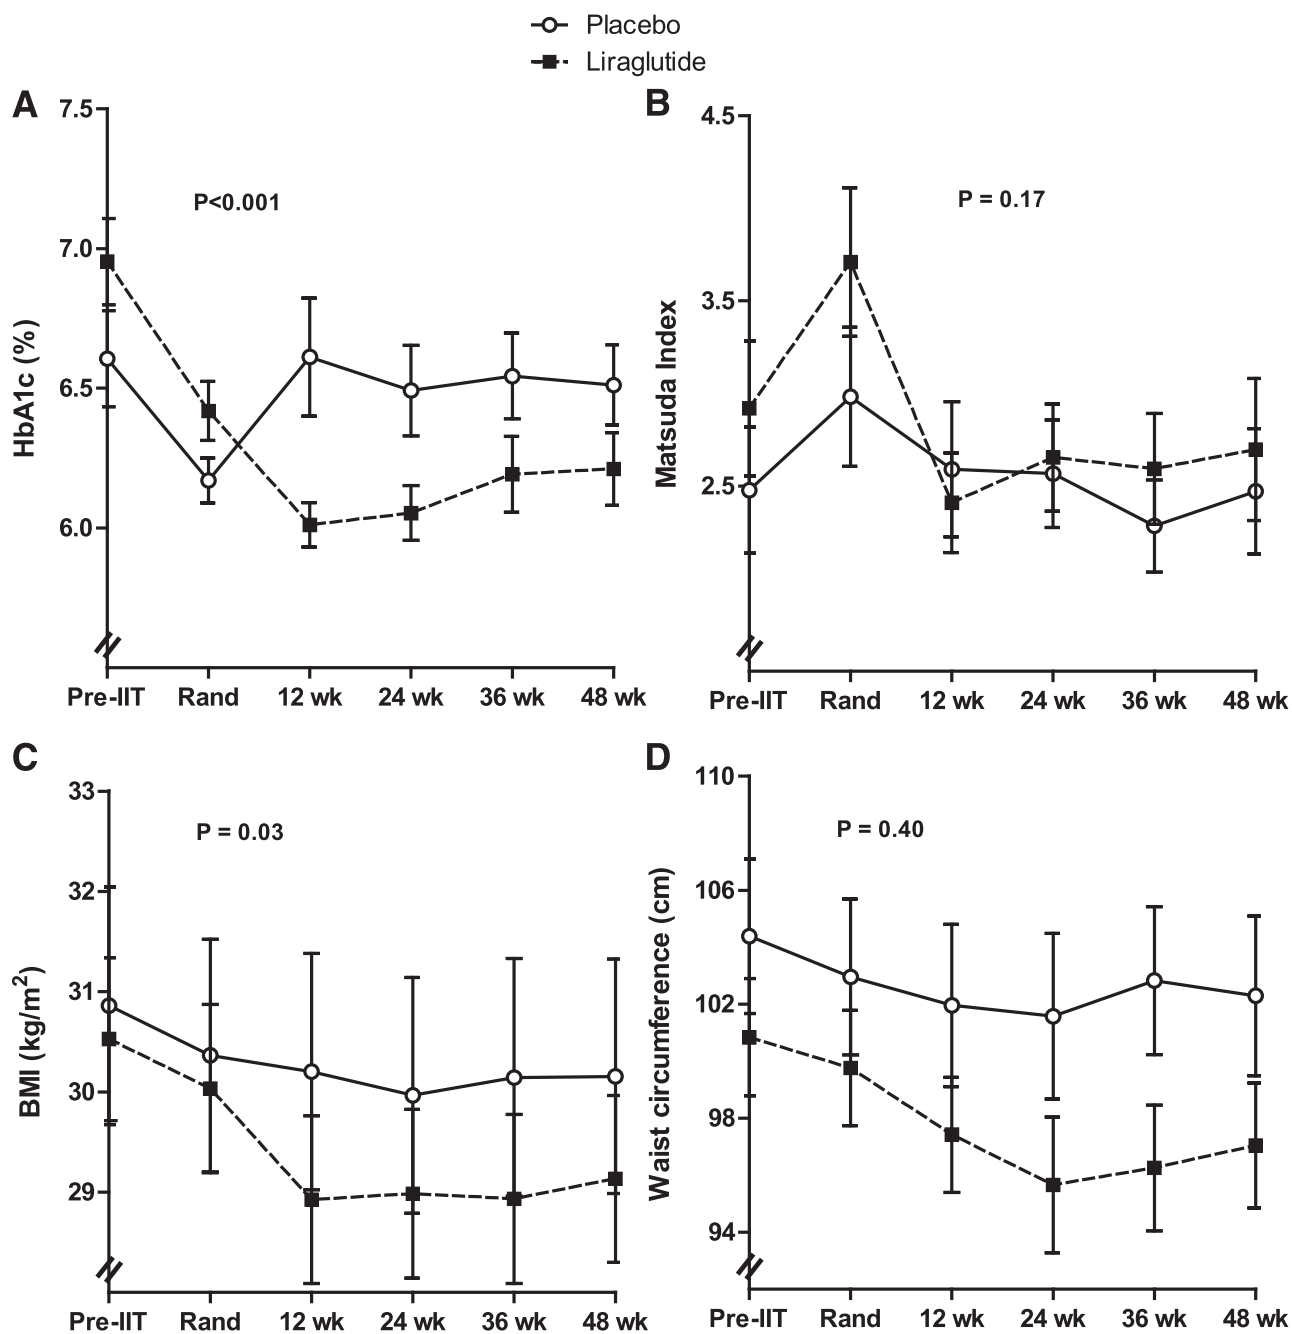 Placebo
Liraglutide
A
7.5
7.0
6.5
6.0
HbA1c (%)
P<0.001
Pre-IIT Rand 12 wk 24 wk 36 wk 48 wk
B
4.5
3.5
2.5
Matsuda Index
P = 0.17
Pre-IIT Rand 12 wk 24 wk 36 wk 48 wk
C
33
32
31
30
29
BMI (kg/m²)
P = 0.03
Pre-IIT Rand 12 wk 24 wk 36 wk 48 wk
D
110
106
102
98
94
Waist circumference (cm)
P = 0.40
Pre-IIT Rand 12 wk 24 wk 36 wk 48 wk